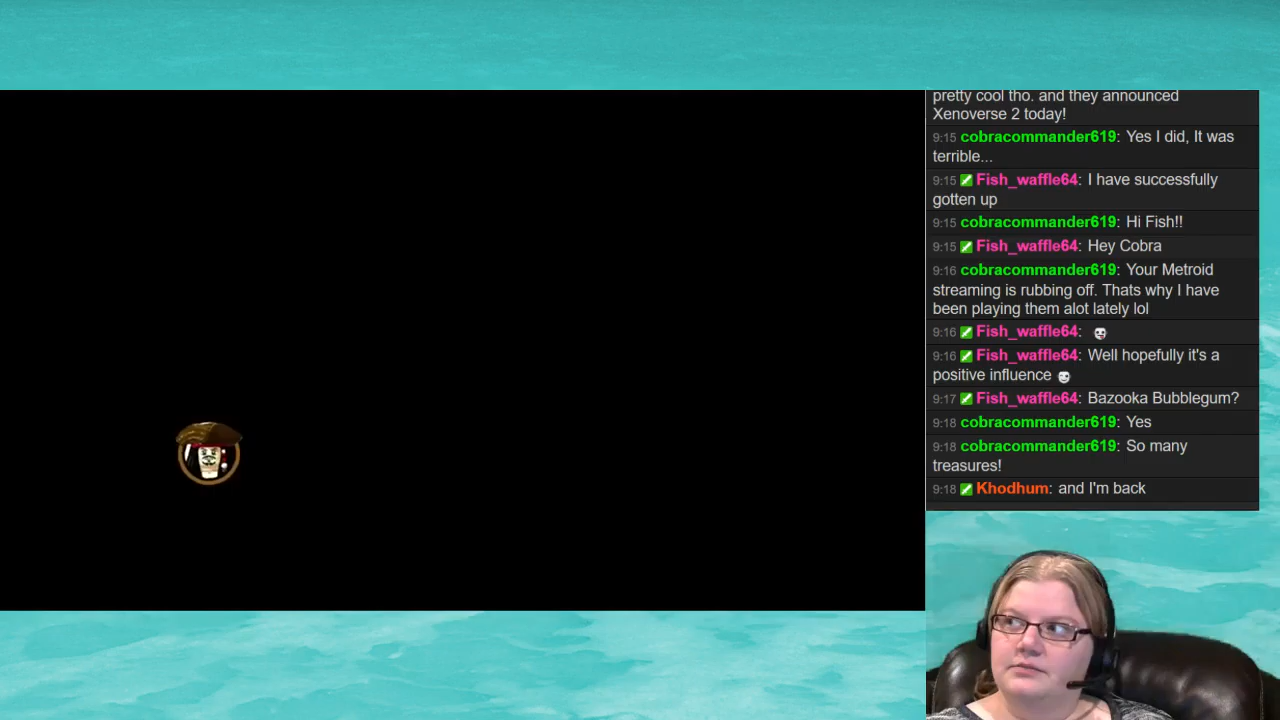 pretty cool tho. and they announced
Xenoverse 2 today!
9:15 cobracommander619: Yes I did, It was
terrible...
9:15 Fish_waffle64: I have successfully
gotten up
9:15 cobracommander619: Hi Fish!!
9:15 Fish_waffle64: Hey Cobra
9:16 cobracommander619: Your Metroid
streaming is rubbing off. Thats why I have
been playing them alot lately lol
9:16 Fish_waffle64:
9:16 Fish_waffle64: Well hopefully it's a
positive influence
9:17 Fish_waffle64: Bazooka Bubblegum?
9:18 cobracommander619: Yes
9:18 cobracommander619: So many
treasures!
9:18 Khodhum: and I'm back